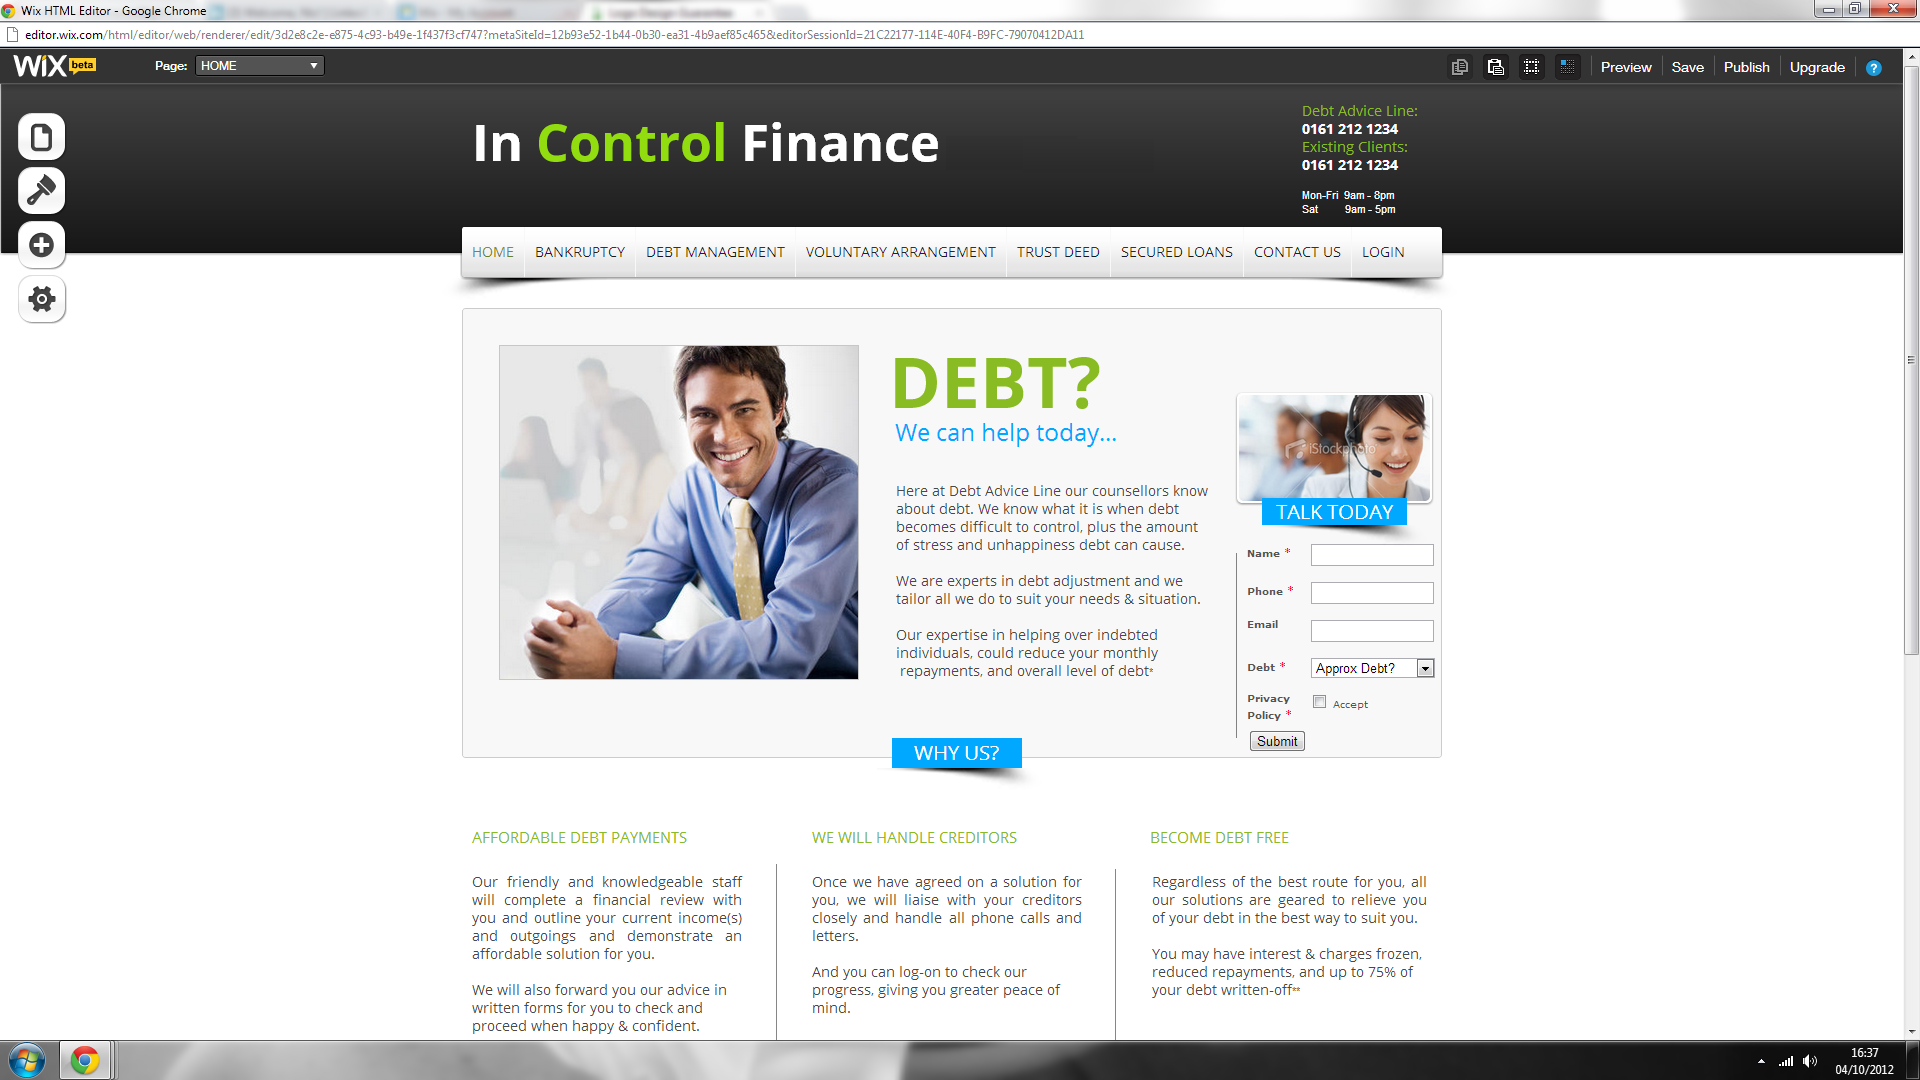 Wix HTML Editor - Google Chrome
editor.wix.com/html/editor/web/renderer/edit/3d2e8c2e-e875-4c93-b49e-1f437f3cf747?metaSiteId=12b93e52-1b44-0b30-ea31-4b9aef85c465&editorSessionId=21C22177-114E-40F4-B9FC-79070412DA11
WiX beta
Page: HOME
Preview Save Publish Upgrade ?
In Control Finance
Debt Advice Line:
0161 212 1234
Existing Clients:
0161 212 1234
Mon-Fri 9am - 8pm
Sat 9am - 5pm
HOME BANKRUPTCY DEBT MANAGEMENT VOLUNTARY ARRANGEMENT TRUST DEED SECURED LOANS CONTACT US LOGIN
DEBT?
We can help today...
Here at Debt Advice Line our counsellors know
about debt. We know what it is when debt
becomes difficult to control, plus the amount
of stress and unhappiness debt can cause.
We are experts in debt adjustment and we
tailor all we do to suit your needs & situation.
Our expertise in helping over indebted
individuals, could reduce your monthly
repayments, and overall level of debt*
iStockphoto
TALK TODAY
Name *
Phone *
Email
Debt * Approx Debt?
Privacy
Policy * Accept
Submit
WHY US?
AFFORDABLE DEBT PAYMENTS
Our friendly and knowledgeable staff
will complete a financial review with
you and outline your current income(s)
and outgoings and demonstrate an
affordable solution for you.
We will also forward you our advice in
written forms for you to check and
proceed when happy & confident.
WE WILL HANDLE CREDITORS
Once we have agreed on a solution for
you, we will liaise with your creditors
closely and handle all phone calls and
letters.
And you can log-on to check our
progress, giving you greater peace of
mind.
BECOME DEBT FREE
Regardless of the best route for you, all
our solutions are geared to relieve you
of your debt in the best way to suit you.
You may have interest & charges frozen,
reduced repayments, and up to 75% of
your debt written-off**
16:37
04/10/2012